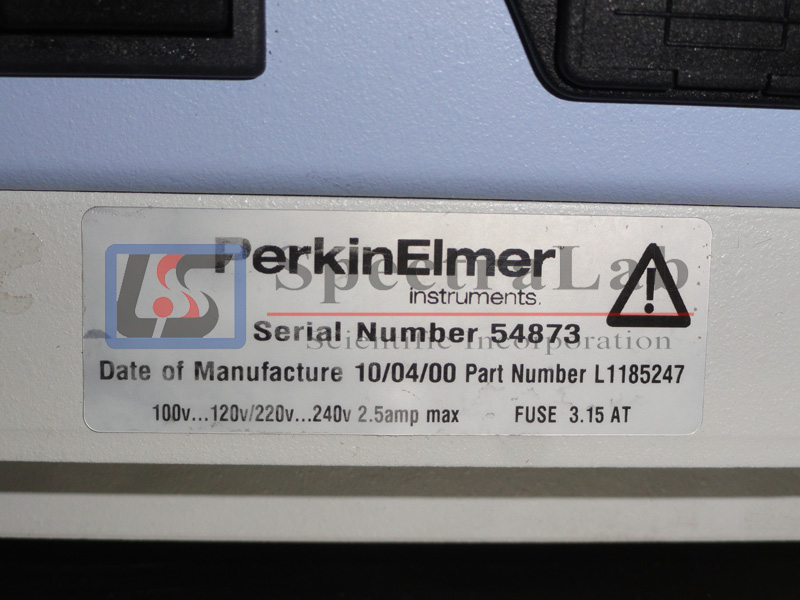 PerkinElmer
instruments.
SpectraLab
Scientific Incorporated
Serial Number 54873
Date of Manufacture 10/04/00 Part Number L1185247
100v...120v/220v...240v 2.5amp max FUSE 3.15 AT